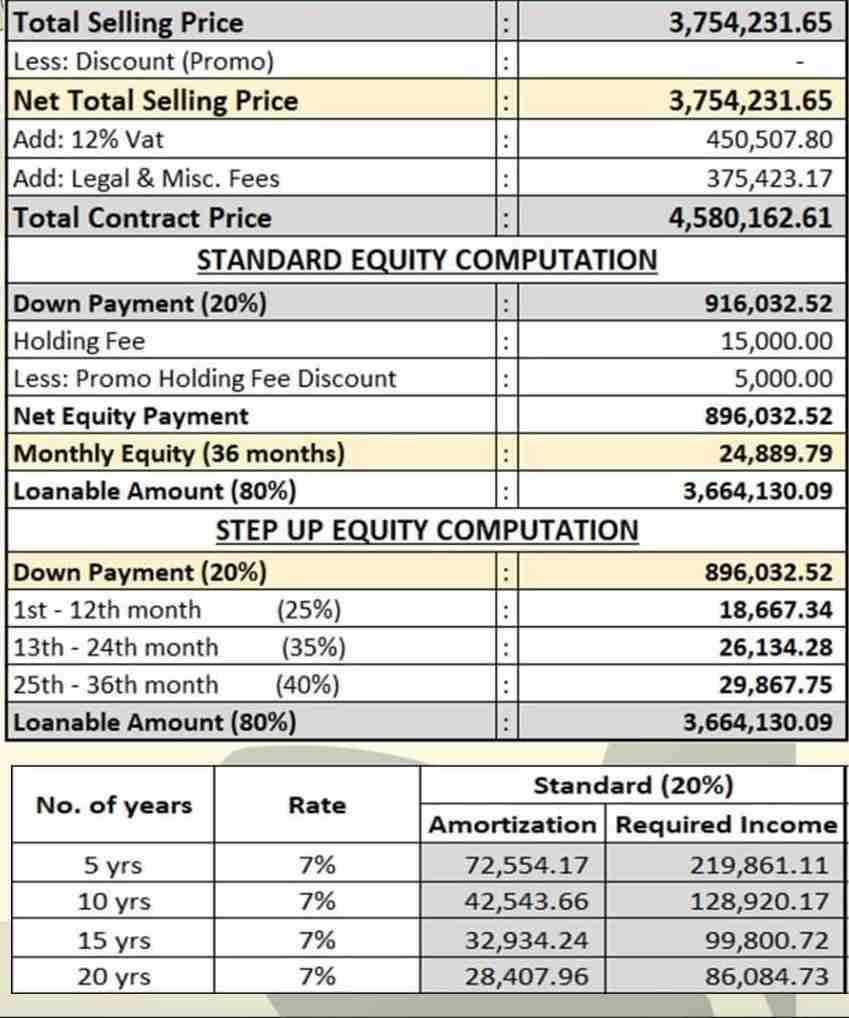 Total Selling Price : 3,754,231.65
Less: Discount (Promo) : -
Net Total Selling Price : 3,754,231.65
Add: 12% Vat : 450,507.80
Add: Legal & Misc. Fees : 375,423.17
Total Contract Price : 4,580,162.61
STANDARD EQUITY COMPUTATION
Down Payment (20%) : 916,032.52
Holding Fee : 15,000.00
Less: Promo Holding Fee Discount : 5,000.00
Net Equity Payment 896,032.52
Monthly Equity (36 months) : 24,889.79
Loanable Amount (80%) : 3,664,130.09
STEP UP EQUITY COMPUTATION
Down Payment (20%) : 896,032.52
1st - 12th month (25%) : 18,667.34
13th - 24th month (35%) : 26,134.28
25th - 36th month (40%) : 29,867.75
Loanable Amount (80%) : 3,664,130.09
No. of years Rate Standard (20%)
Amortization Required Income
5 yrs 7% 72,554.17 219,861.11
10 yrs 7% 42,543.66 128,920.17
15 yrs 7% 32,934.24 99,800.72
20 yrs 7% 28,407.96 86,084.73